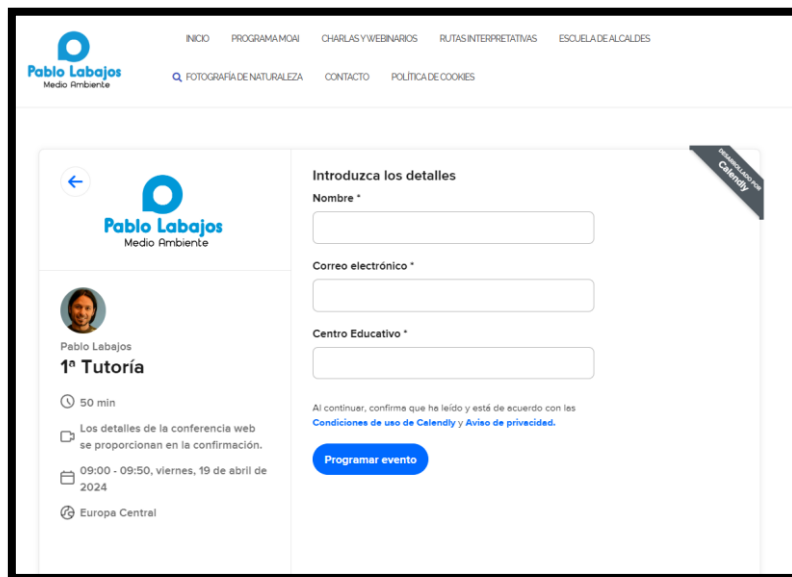 Pablo Labajos
Medio Ambiente
INICIO PROGRAMA MOAI CHARLAS Y WEBINARIOS RUTAS INTERPRETATIVAS ESCUELA DE ALCALDES
FOTOGRAFÍA DE NATURALEZA CONTACTO POLÍTICA DE COOKIES
Pablo Labajos
Medio Ambiente
Pablo Labajos
1ª Tutoría
50 min
Los detalles de la conferencia web
se proporcionan en la confirmación.
09:00 - 09:50, viernes, 19 de abril de
2024
Europa Central
Introduzca los detalles
Nombre *
Correo electrónico *
Centro Educativo *
Al continuar, confirma que ha leído y está de acuerdo con las
Condiciones de uso de Calendly y Aviso de privacidad.
Programar evento
DESARROLLADO POR
Calendly